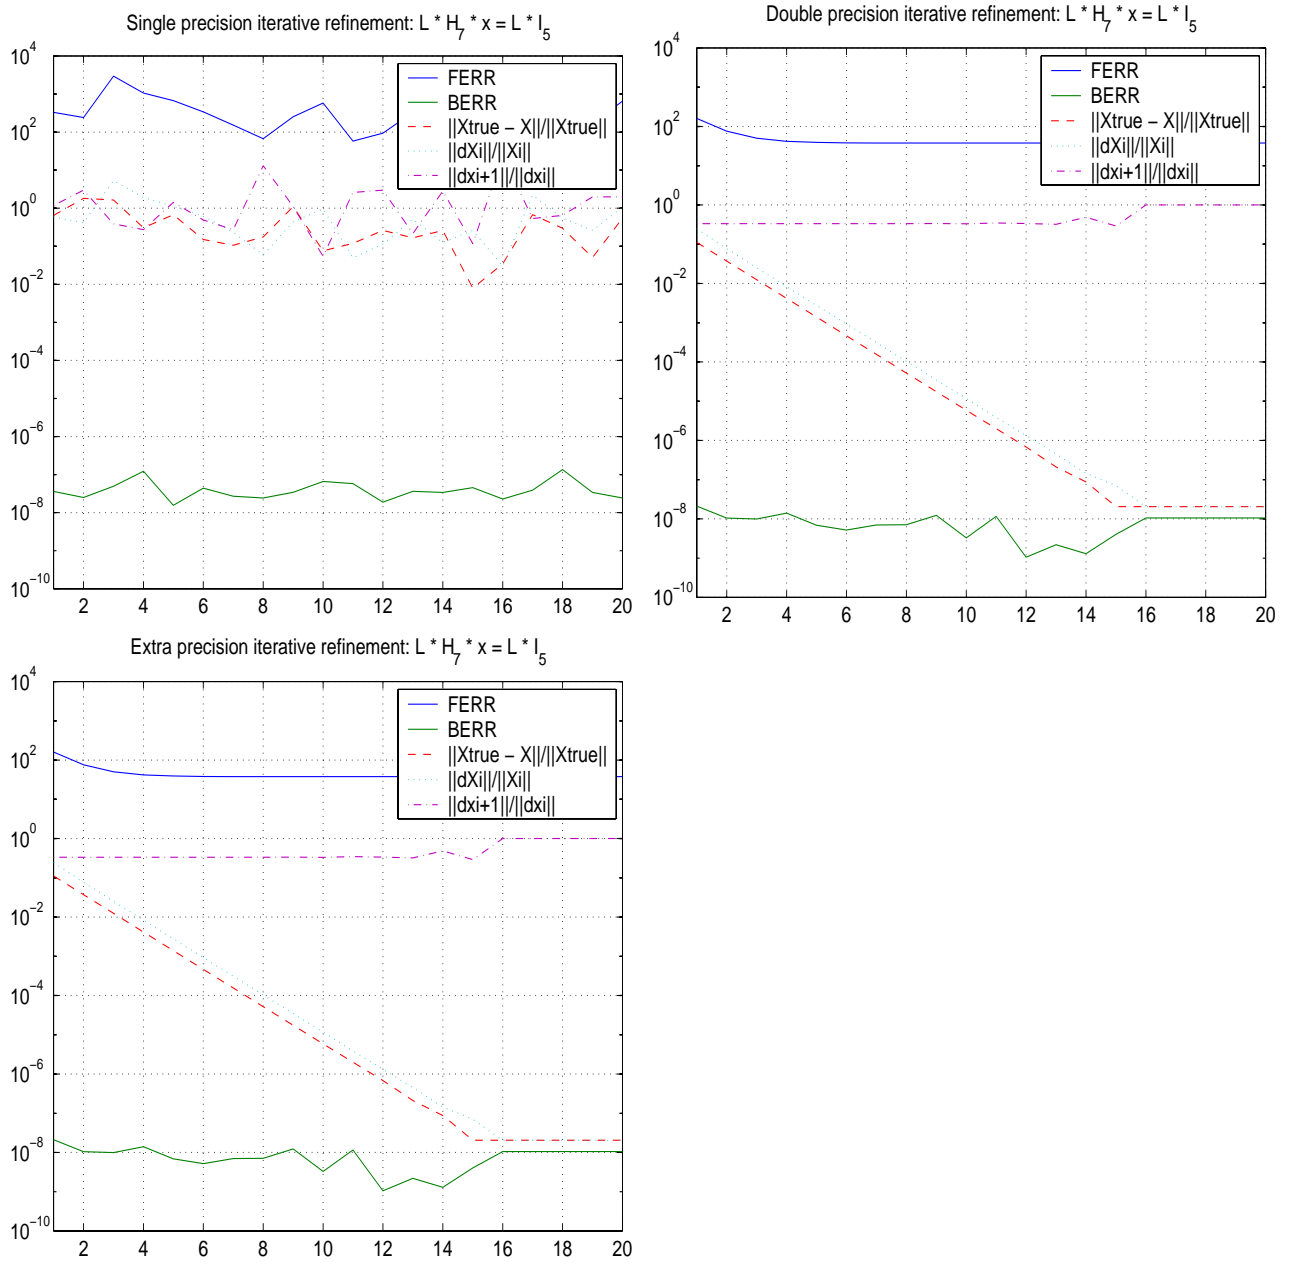 Single precision iterative refinement: L * H_7 * x = L * I_5
10^4
10^2
10^0
10^−2
10^−4
10^−6
10^−8
10^−10
2 4 6 8 10 12 14 16 18 20
FERR
BERR
||Xtrue − X||/||Xtrue||
||dXi||/||Xi||
||dxi+1||/||dxi||
Double precision iterative refinement: L * H_7 * x = L * I_5
10^4
10^2
10^0
10^−2
10^−4
10^−6
10^−8
10^−10
2 4 6 8 10 12 14 16 18 20
FERR
BERR
||Xtrue − X||/||Xtrue||
||dXi||/||Xi||
||dxi+1||/||dxi||
Extra precision iterative refinement: L * H_7 * x = L * I_5
10^4
10^2
10^0
10^−2
10^−4
10^−6
10^−8
10^−10
2 4 6 8 10 12 14 16 18 20
FERR
BERR
||Xtrue − X||/||Xtrue||
||dXi||/||Xi||
||dxi+1||/||dxi||